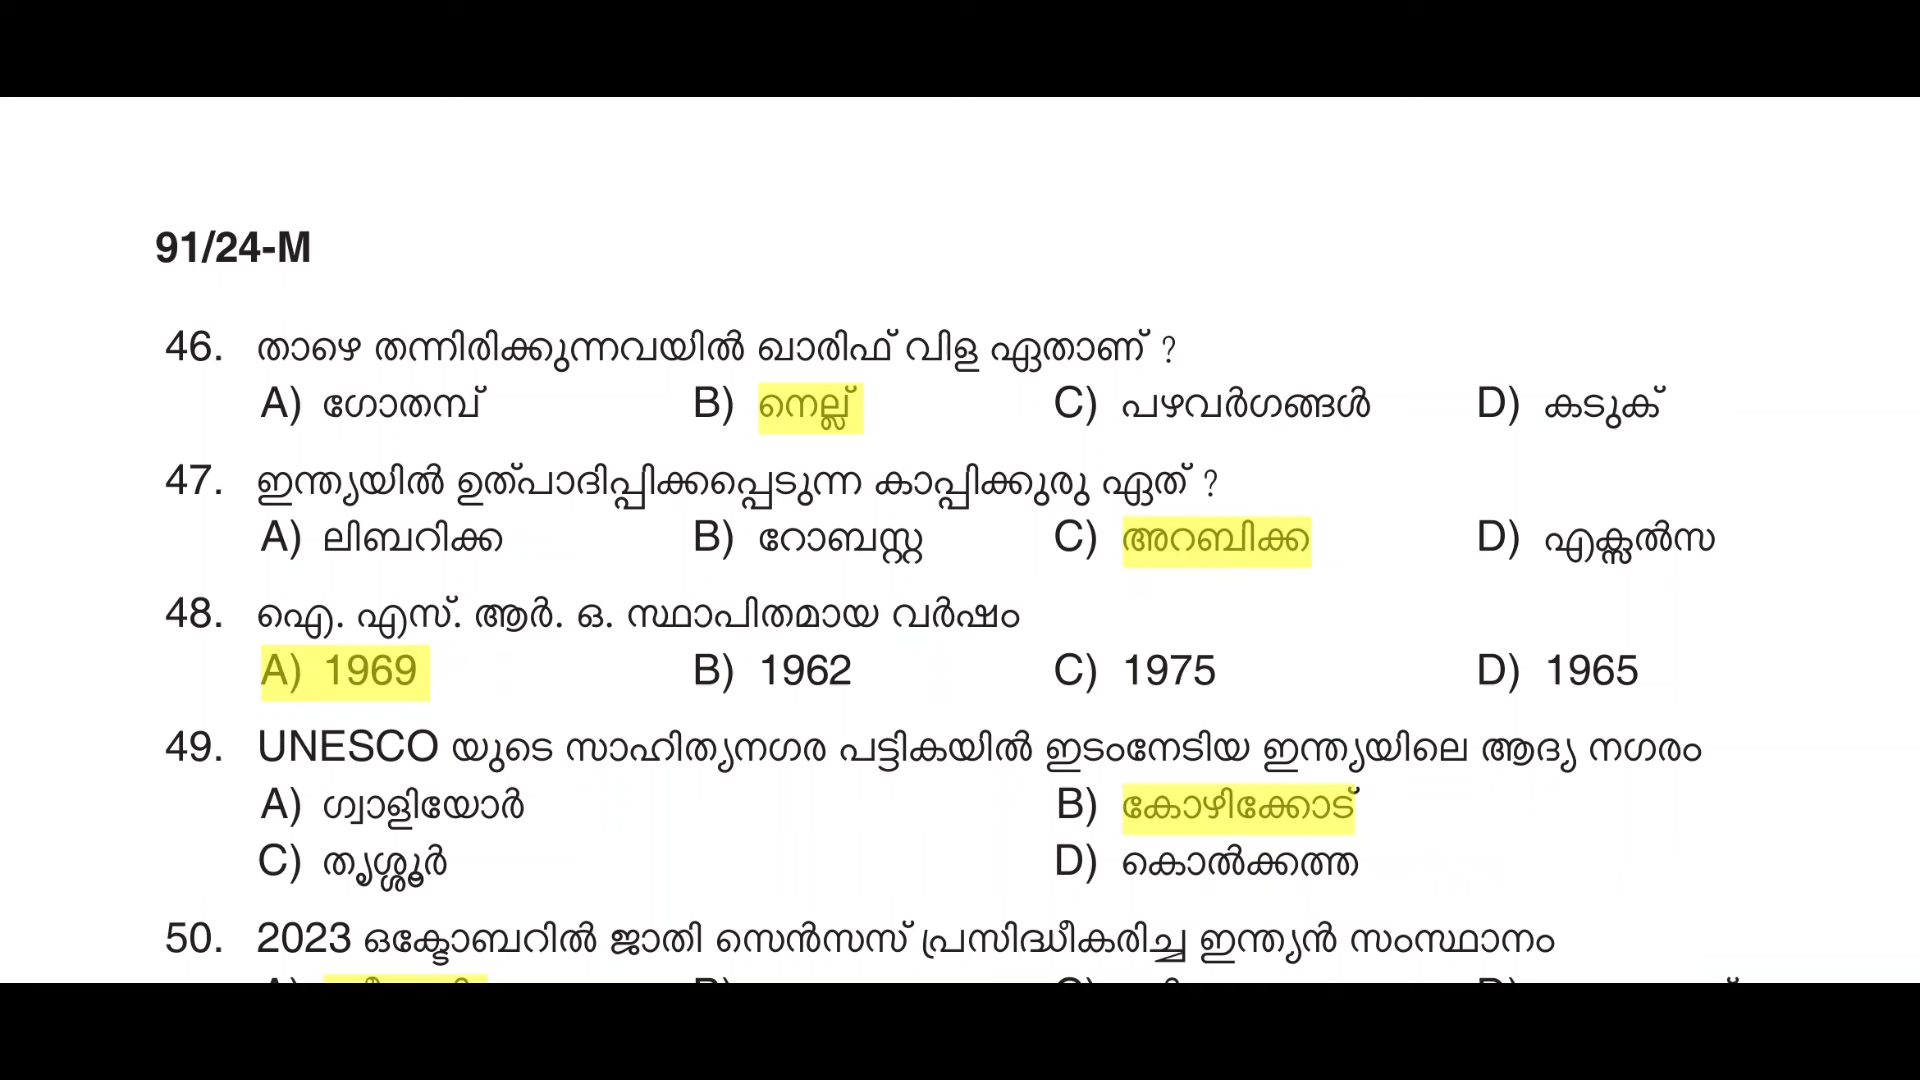 91/24-M
46. താഴെ തന്നിരിക്കുന്നവയിൽ ഖാരിഫ് വിള ഏതാണ് ?
A) ഗോതമ്പ് B) നെല്ല് C) പഴവർഗങ്ങൾ D) കടുക്
47. ഇന്ത്യയിൽ ഉത്പാദിപ്പിക്കപ്പെടുന്ന കാപ്പിക്കുരു ഏത് ?
A) ലിബറിക്ക B) റോബസ്റ്റ C) അറബിക്ക D) എക്സൽസ
48. ഐ. എസ്. ആർ. ഒ. സ്ഥാപിതമായ വർഷം
A) 1969 B) 1962 C) 1975 D) 1965
49. UNESCO യുടെ സാഹിത്യനഗര പട്ടികയിൽ ഇടംനേടിയ ഇന്ത്യയിലെ ആദ്യ നഗരം
A) ഗ്വാളിയോർ B) കോഴിക്കോട്
C) തൃശ്ശൂർ D) കൊൽക്കത്ത
50. 2023 ഒക്ടോബറിൽ ജാതി സെൻസസ് പ്രസിദ്ധീകരിച്ച ഇന്ത്യൻ സംസ്ഥാനം